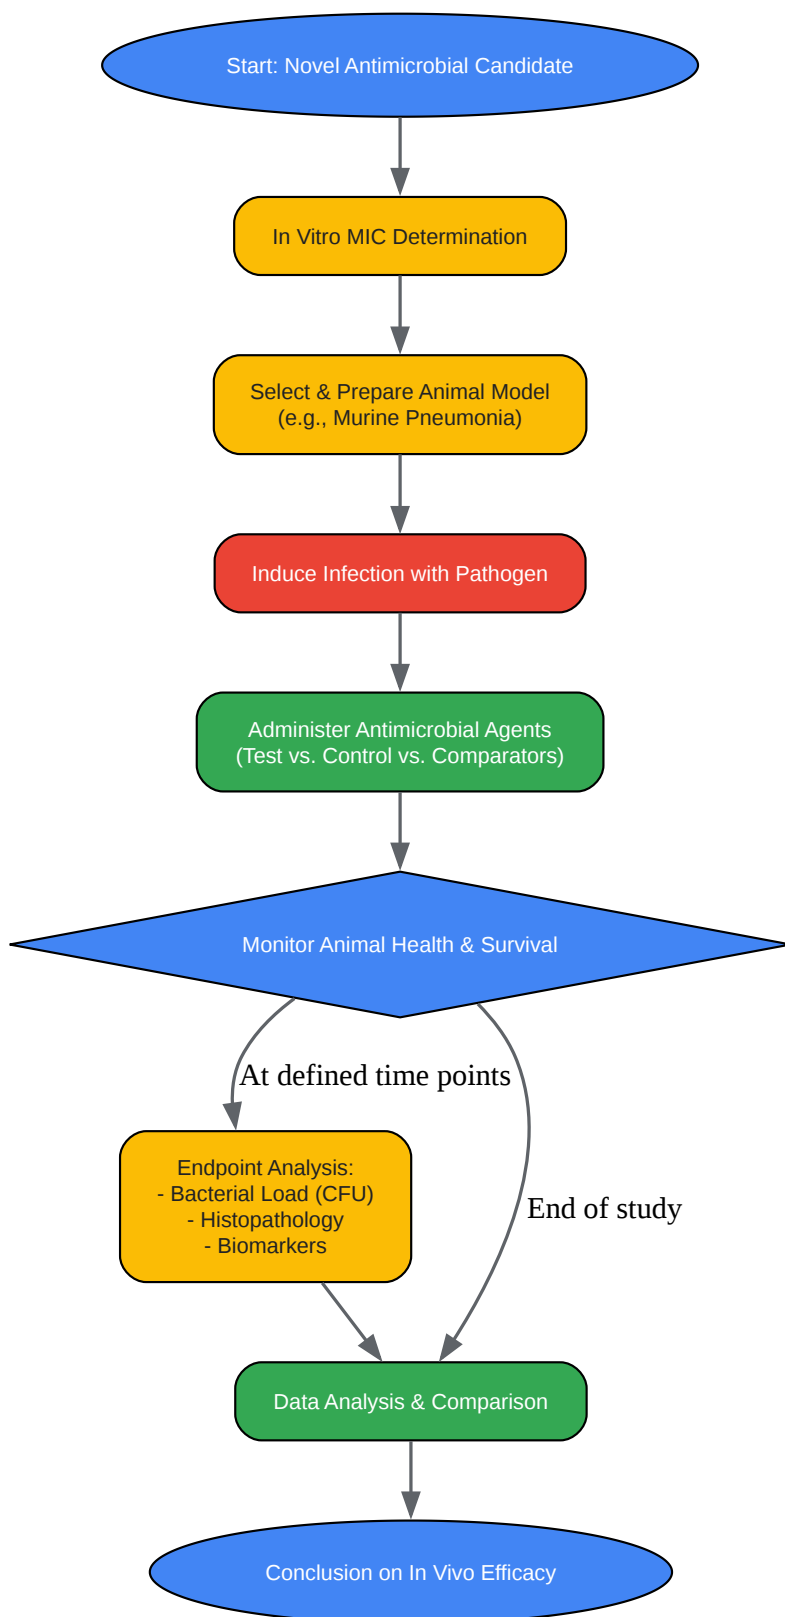 Start: Novel Antimicrobial Candidate
In Vitro MIC Determination
Select & Prepare Animal Model
(e.g., Murine Pneumonia)
Induce Infection with Pathogen
Administer Antimicrobial Agents
(Test vs. Control vs. Comparators)
Monitor Animal Health & Survival
At defined time points
Endpoint Analysis:
- Bacterial Load (CFU)
- Histopathology
- Biomarkers
End of study
Data Analysis & Comparison
Conclusion on In Vivo Efficacy